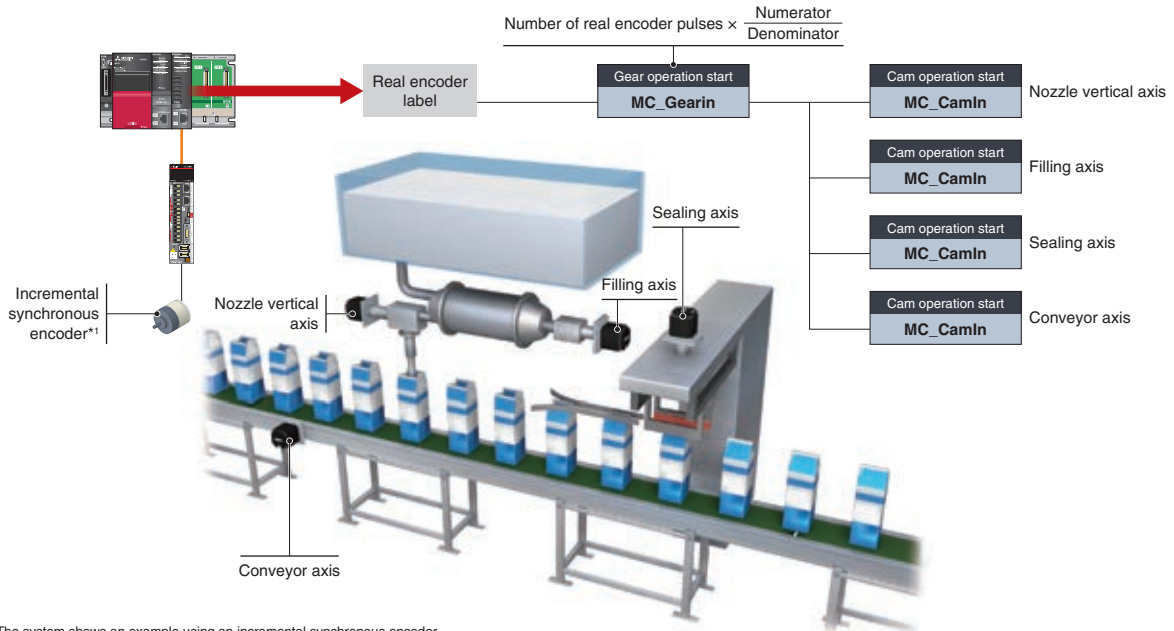 Number of real encoder pulses ×
Numerator
Denominator
Real encoder
label
Gear operation start
MC_Gearin
Cam operation start
MC_CamIn
Nozzle vertical axis
Cam operation start
MC_CamIn
Filling axis
Cam operation start
MC_CamIn
Sealing axis
Cam operation start
MC_CamIn
Conveyor axis
Incremental
synchronous
encoder*1
Nozzle vertical
axis
Sealing axis
Filling axis
Conveyor axis
The system shows an example using an incremental synchronous encoder